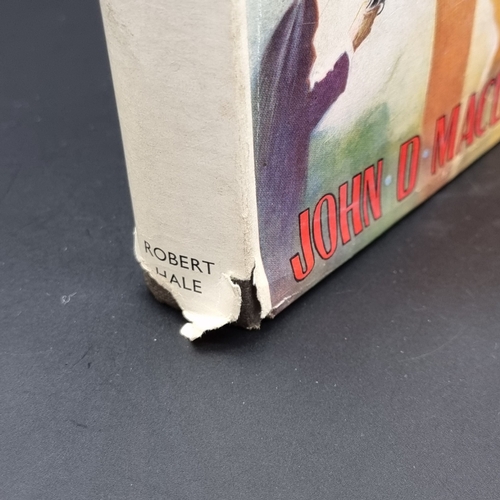 ROBERT
HALE
JOHN · D · MAC